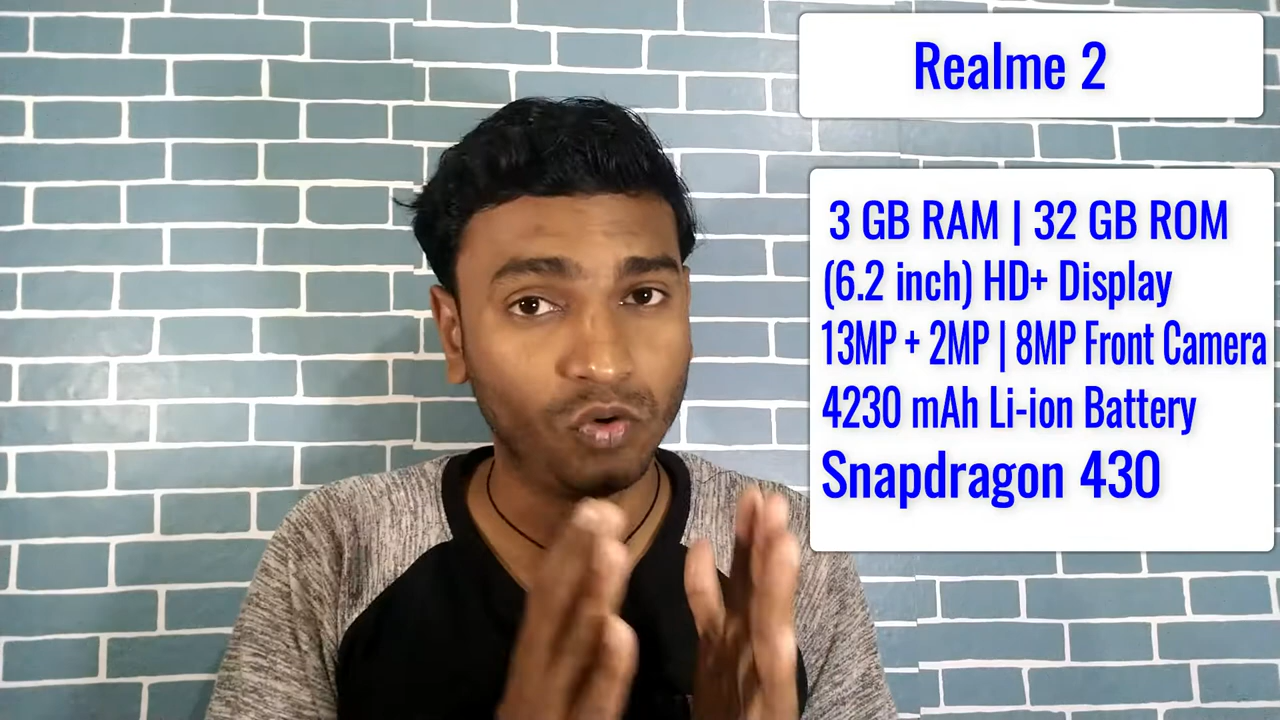 Realme 2
3 GB RAM | 32 GB ROM
(6.2 inch) HD+ Display
13MP + 2MP | 8MP Front Camera
4230 mAh Li-ion Battery
Snapdragon 430